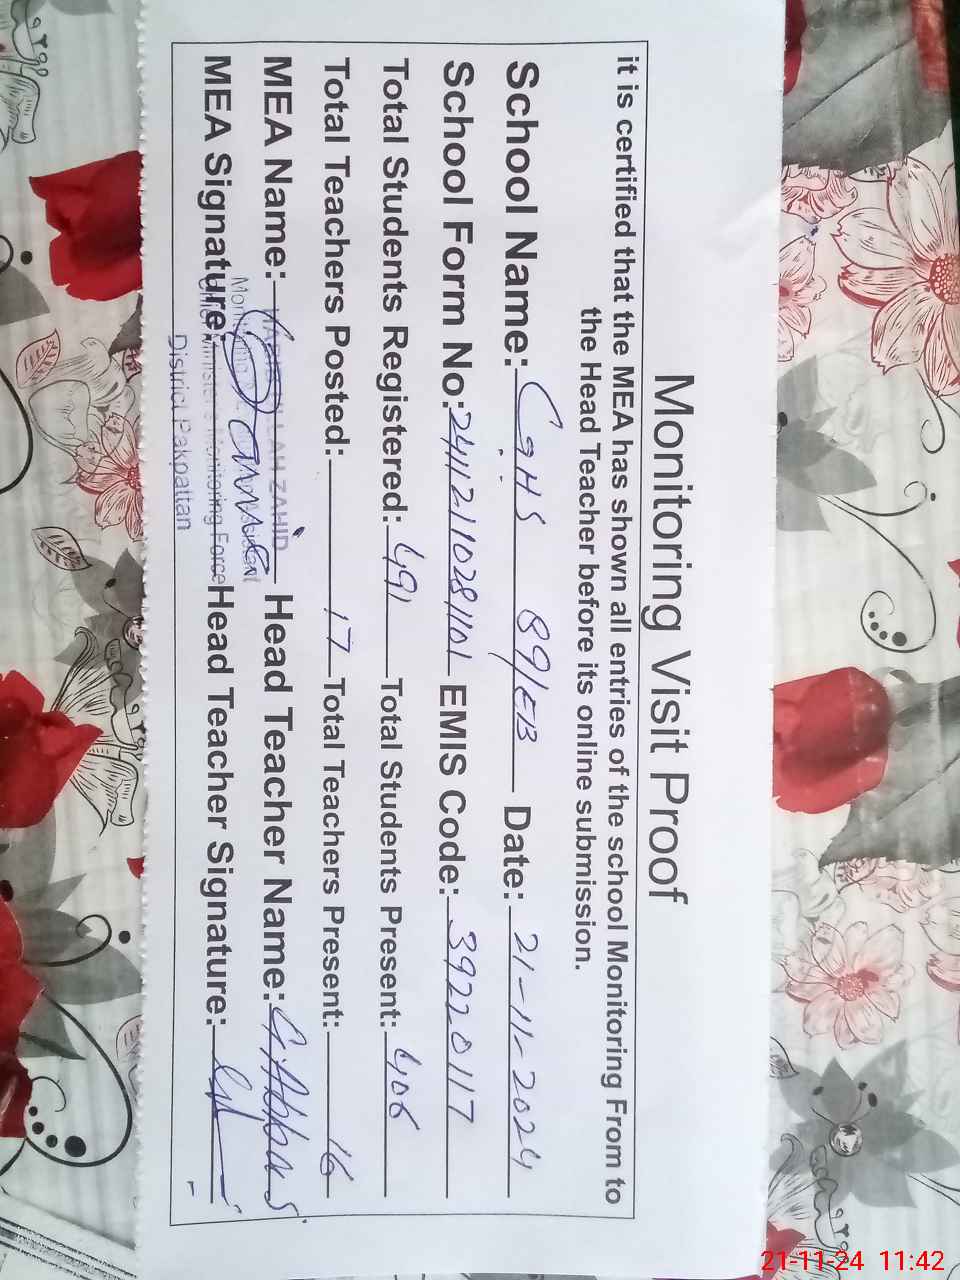 Monitoring Visit Proof
it is certified that the MEA has shown all entries of the school Monitoring From to
the Head Teacher before its online submission.
School Name: GHS 89/EB Date: 21-11-2024
School Form No: EMIS Code: 39220117
Total Students Registered: 491 Total Students Present: 406
Total Teachers Posted: 17 Total Teachers Present: 16
MEA Name: ZAHID Head Teacher Name: G.Abbas
MEA Signature: Monitoring Force Head Teacher Signature:
District Pakpattan
21-11-24 11:42